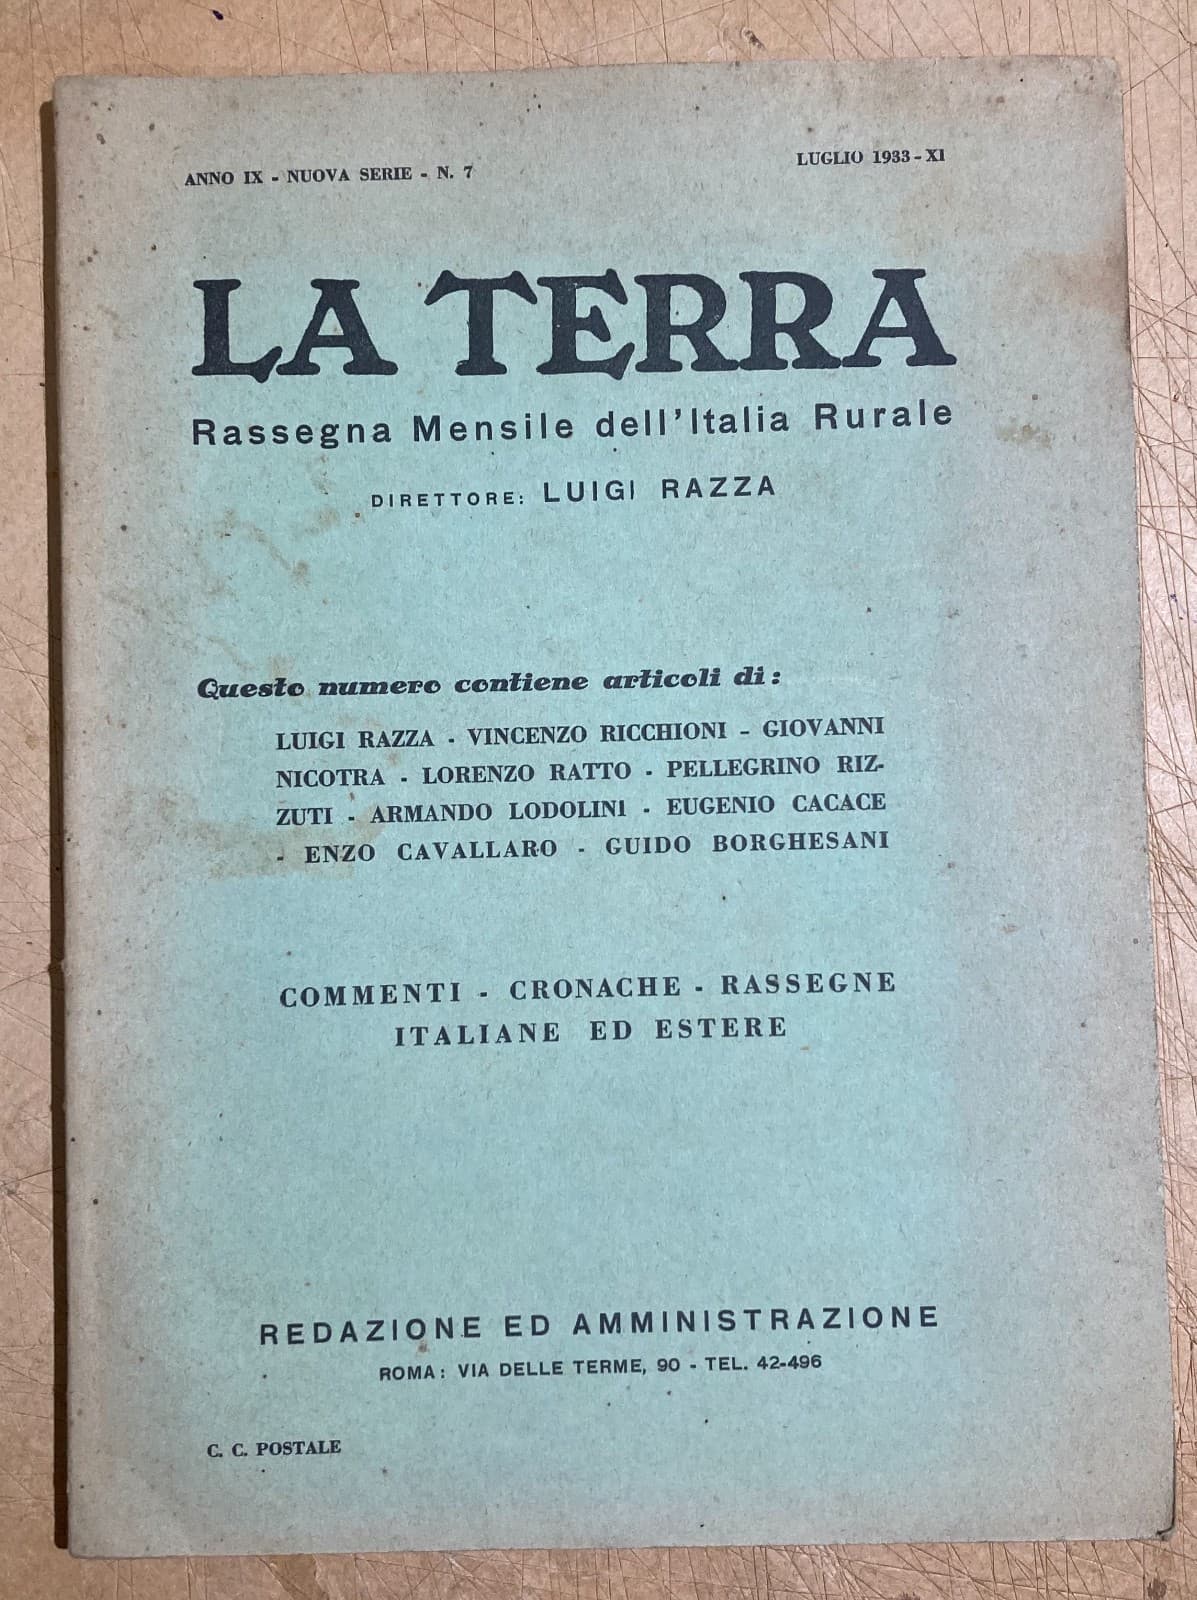 ANNO IX - NUOVA SERIE - N. 7
LUGLIO 1933-XI
LA TERRA
Rassegna Mensile dell'Italia Rurale
DIRETTORE: LUIGI RAZZA
Questo numero contiene articoli di:
LUIGI RAZZA - VINCENZO RICCHIONI - GIOVANNI
NICOTRA - LORENZO RATTO - PELLEGRINO RIZ-
ZUTI - ARMANDO LODOLINI - EUGENIO CACACE
- ENZO CAVALLARO - GUIDO BORGHESANI
COMMENTI - CRONACHE - RASSEGNE
ITALIANE ED ESTERE
REDAZIONE ED AMMINISTRAZIONE
ROMA: VIA DELLE TERME, 90 - TEL. 42-496
C. C. POSTALE